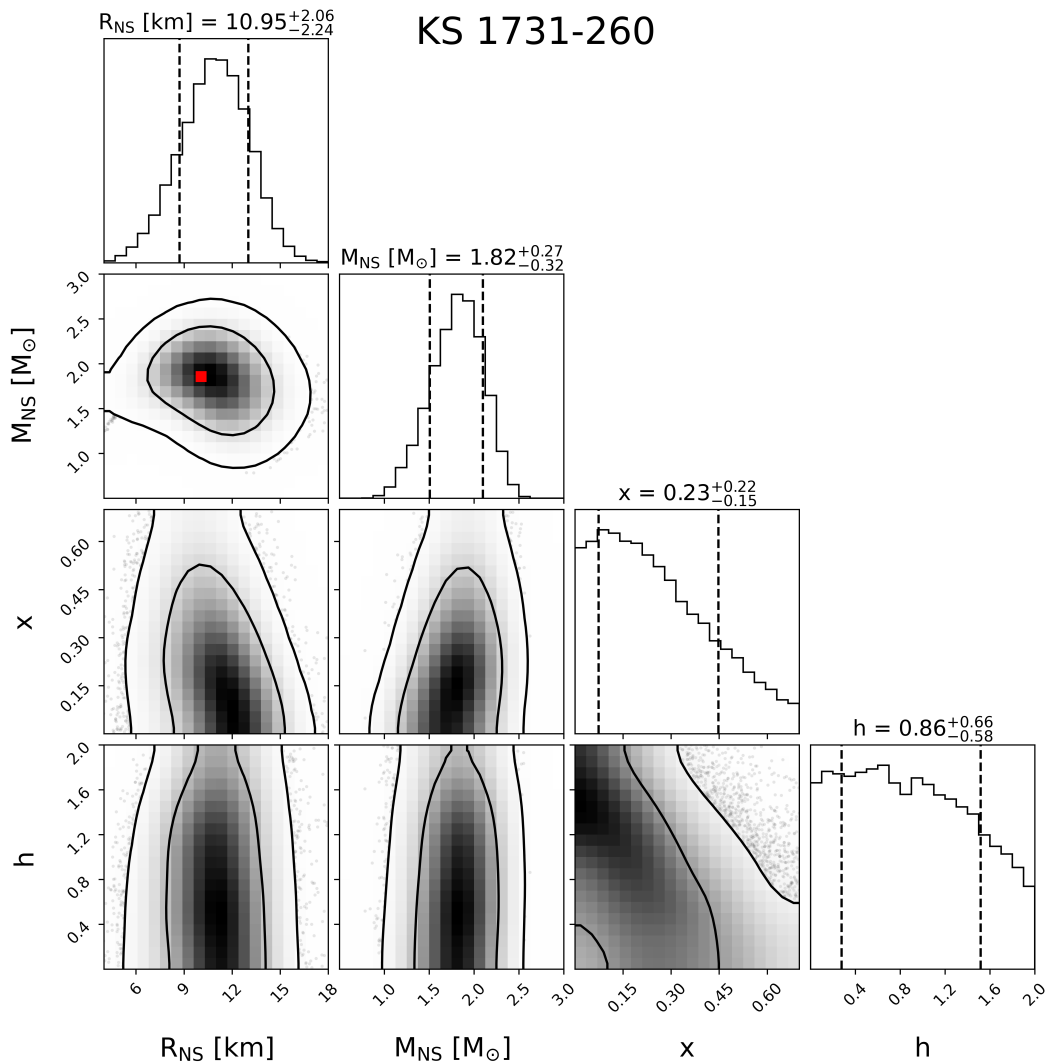 KS 1731-260
R_NS [km] = 10.95^{+2.06}_{-2.24}
M_NS [M_⊙] = 1.82^{+0.27}_{-0.32}
3.0
2.5
2.0
1.5
1.0
M_NS [M_⊙]
x = 0.23^{+0.22}_{-0.15}
0.60
0.45
0.30
0.15
x
h = 0.86^{+0.66}_{-0.58}
2.0
1.6
1.2
0.8
0.4
h
6 9 12 15 18 1.0 1.5 2.0 2.5 3.0 0.15 0.30 0.45 0.60 0.4 0.8 1.2 1.6 2.0
R_NS [km] M_NS [M_⊙] x h